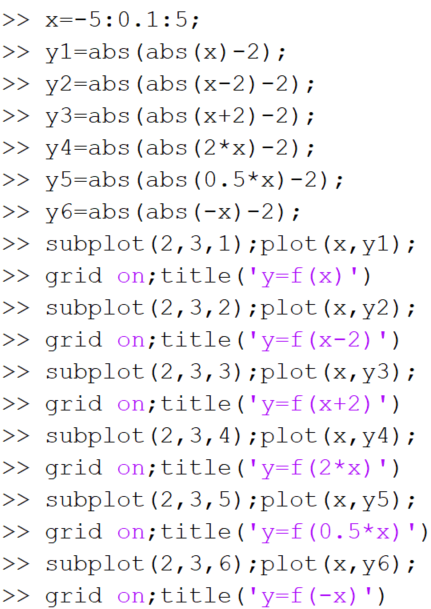 >> x=-5:0.1:5;
>> y1=abs(abs(x)-2);
>> y2=abs(abs(x-2)-2);
>> y3=abs(abs(x+2)-2);
>> y4=abs(abs(2*x)-2);
>> y5=abs(abs(0.5*x)-2);
>> y6=abs(abs(-x)-2);
>> subplot(2,3,1);plot(x,y1);
>> grid on;title('y=f(x)')
>> subplot(2,3,2);plot(x,y2);
>> grid on;title('y=f(x-2)')
>> subplot(2,3,3);plot(x,y3);
>> grid on;title('y=f(x+2)')
>> subplot(2,3,4);plot(x,y4);
>> grid on;title('y=f(2*x)')
>> subplot(2,3,5);plot(x,y5);
>> grid on;title('y=f(0.5*x)')
>> subplot(2,3,6);plot(x,y6);
>> grid on;title('y=f(-x)')